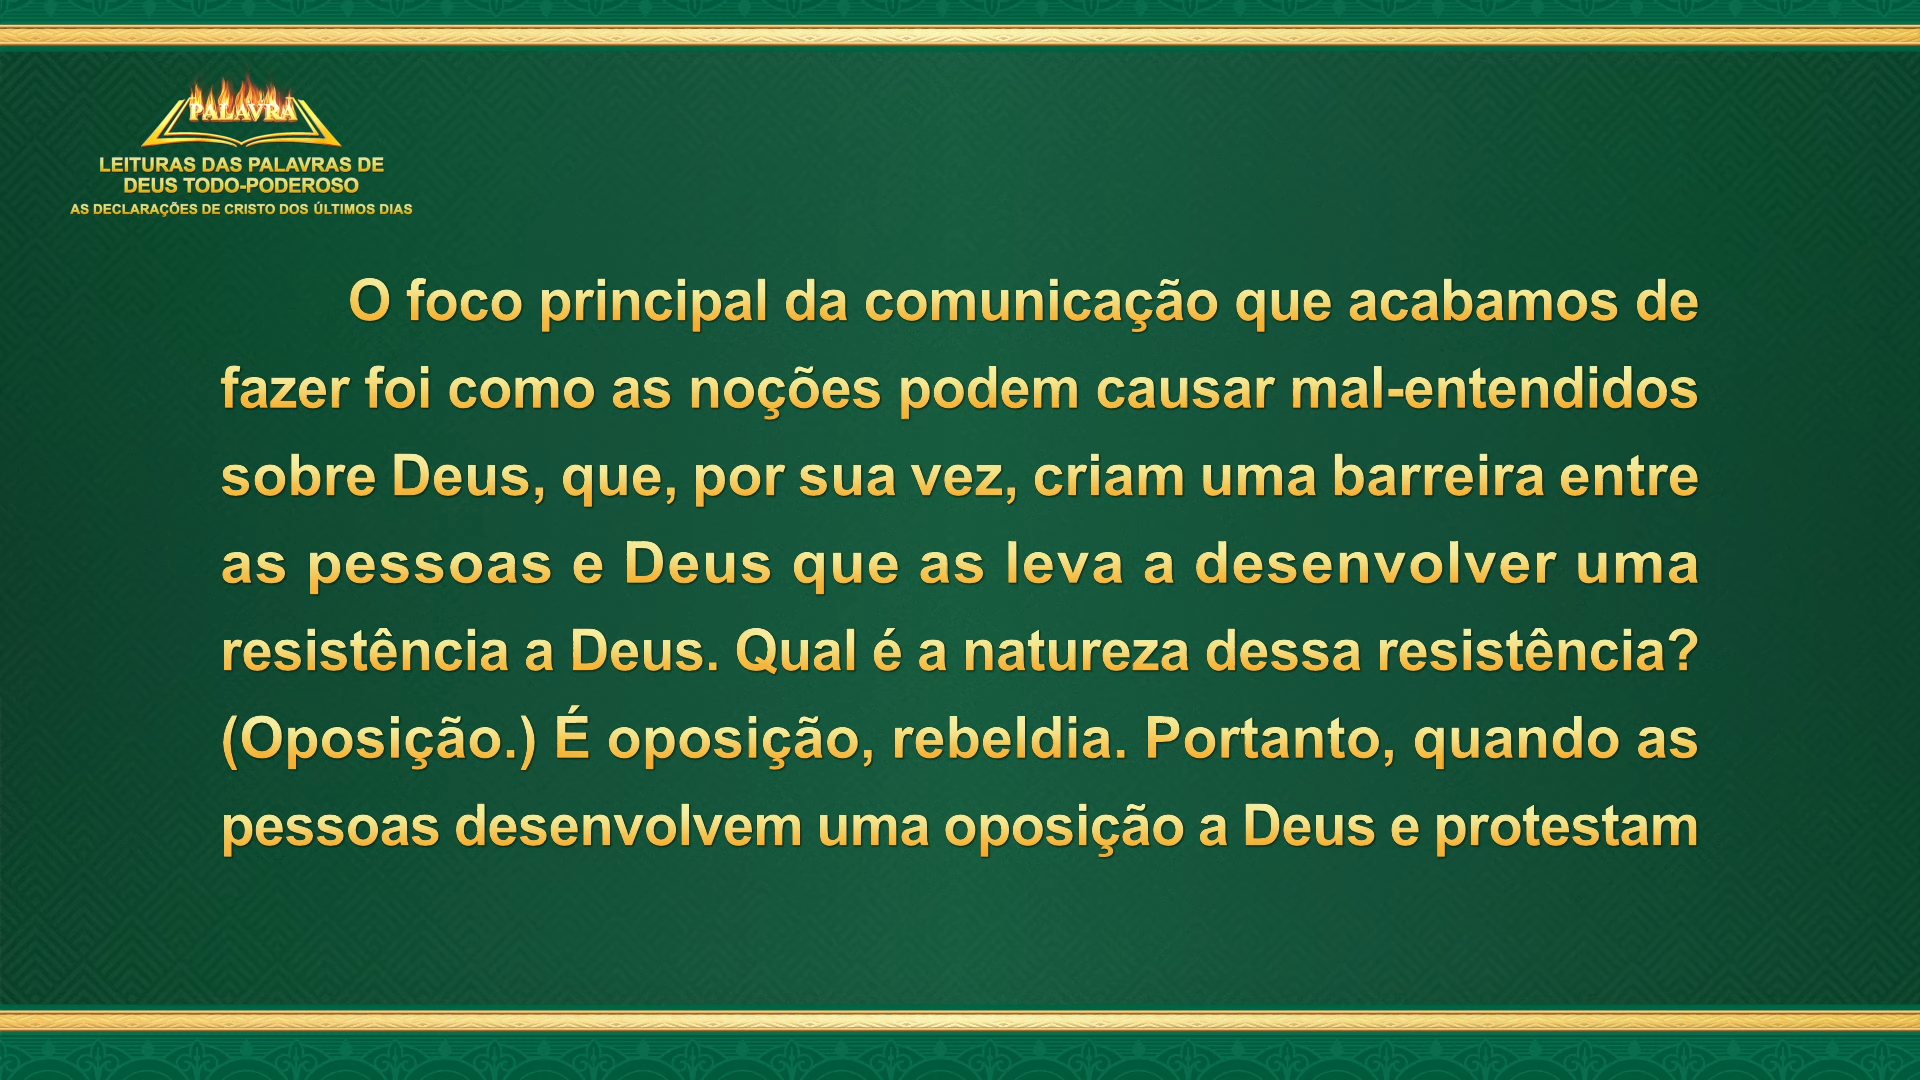 PALAVRA
LEITURAS DAS PALAVRAS DE
DEUS TODO-PODEROSO
AS DECLARAÇÕES DE CRISTO DOS ÚLTIMOS DIAS
O foco principal da comunicação que acabamos de
fazer foi como as noções podem causar mal-entendidos
sobre Deus, que, por sua vez, criam uma barreira entre
as pessoas e Deus que as leva a desenvolver uma
resistência a Deus. Qual é a natureza dessa resistência?
(Oposição.) É oposição, rebeldia. Portanto, quando as
pessoas desenvolvem uma oposição a Deus e protestam